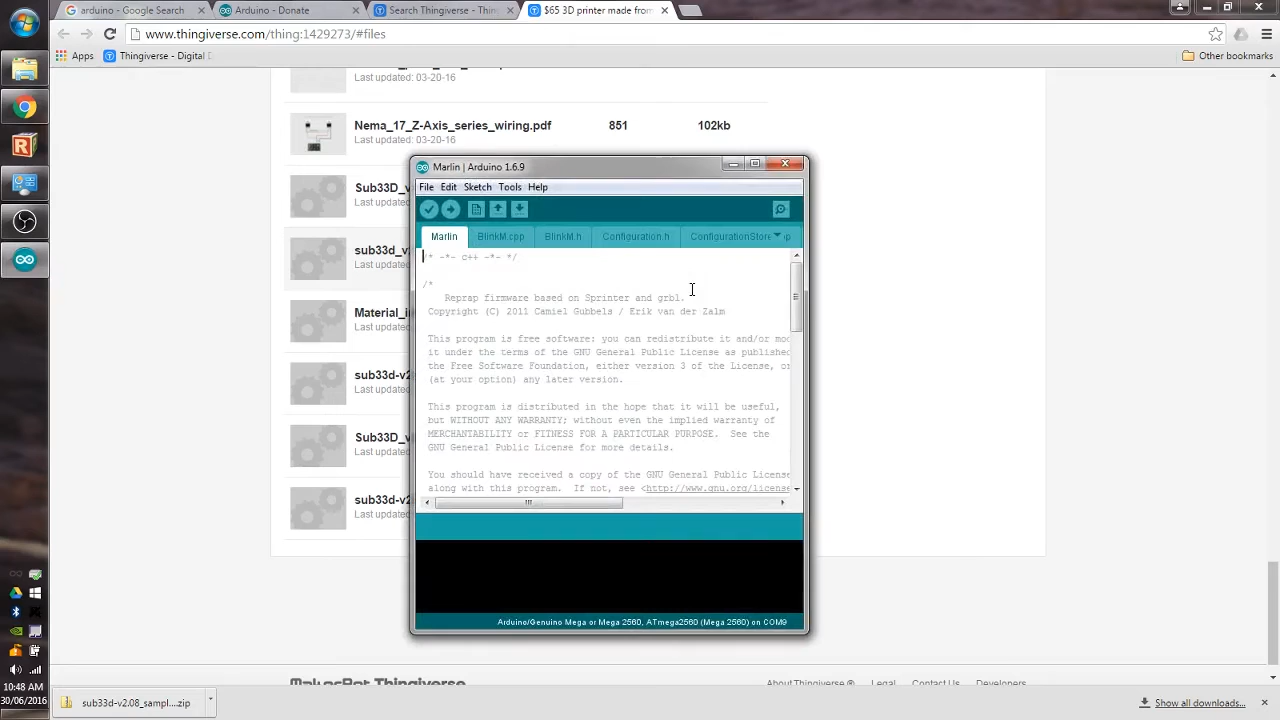 arduino - Google Search
Arduino - Donate
Search Thingiverse - Thin
$65 3D printer made from
www.thingiverse.com/thing:1429273/#files
Apps
Thingiverse - Digital D
Other bookmarks
Last updated: 03-20-16
Nema_17_Z-Axis_series_wiring.pdf
851
102kb
Last updated: 03-20-16
Sub33D_v
Last updated
sub33d_v
Last updated
Material_in
Last updated
sub33d-v2
Last updated
Sub33D_v
Last updated
sub33d-v2
Last updated
Marlin | Arduino 1.6.9
File Edit Sketch Tools Help
Marlin
BlinkM.cpp
BlinkM.h
Configuration.h
ConfigurationStore
/* -*- c++ -*- */
/*
Reprap firmware based on Sprinter and grbl.
Copyright (C) 2011 Camiel Gubbels / Erik van der Zalm
This program is free software: you can redistribute it and/or mod
it under the terms of the GNU General Public License as published
the Free Software Foundation, either version 3 of the License, or
(at your option) any later version.
This program is distributed in the hope that it will be useful,
but WITHOUT ANY WARRANTY; without even the implied warranty of
MERCHANTABILITY or FITNESS FOR A PARTICULAR PURPOSE.  See the
GNU General Public License for more details.
You should have received a copy of the GNU General Public License
along with this program.  If not, see <http://www.gnu.org/license
Arduino/Genuino Mega or Mega 2560, ATmega2560 (Mega 2560) on COM9
MakerBot Thingiverse
About Thingiverse ®
Legal
Contact Us
Developers
10:48 AM
30/06/2016
sub33d-v2.08_sampl....zip
Show all downloads...